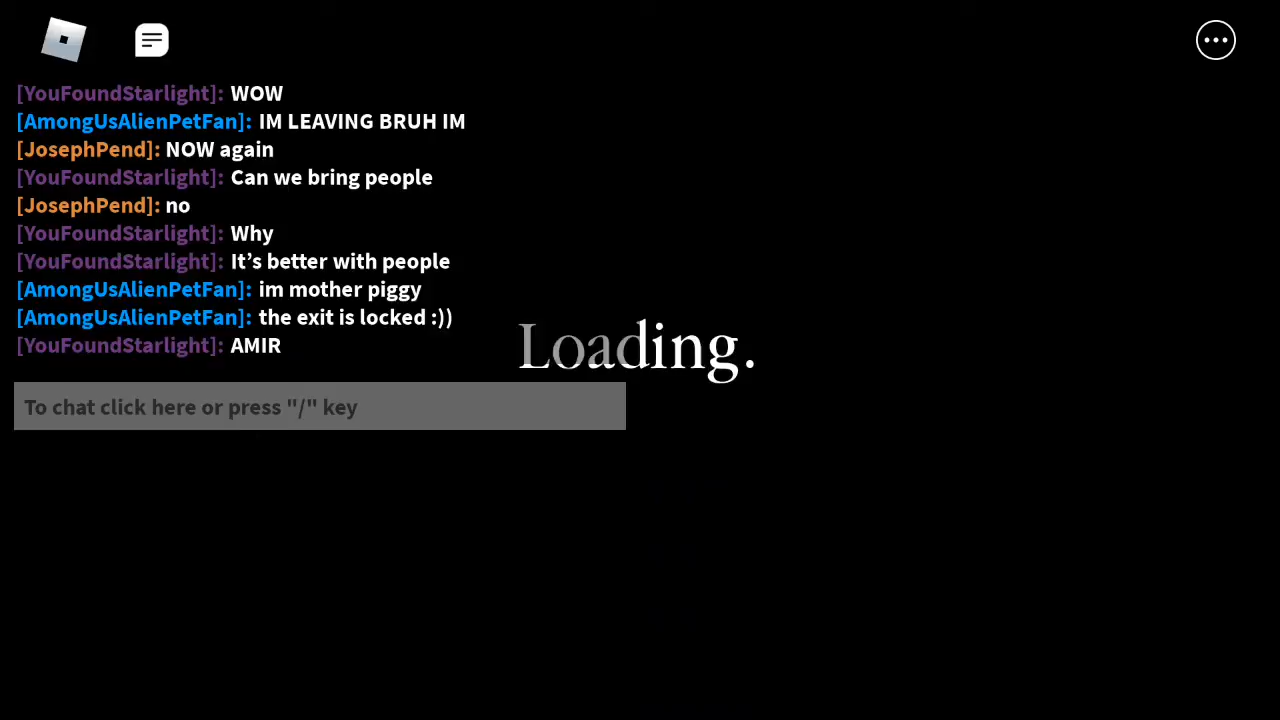 [YouFoundStarlight]: WOW
[AmongUsAlienPetFan]: IM LEAVING BRUH IM
[JosephPend]: NOW again
[YouFoundStarlight]: Can we bring people
[JosephPend]: no
[YouFoundStarlight]: Why
[YouFoundStarlight]: It’s better with people
[AmongUsAlienPetFan]: im mother piggy
[AmongUsAlienPetFan]: the exit is locked :))
[YouFoundStarlight]: AMIR
Loading.
To chat click here or press "/" key